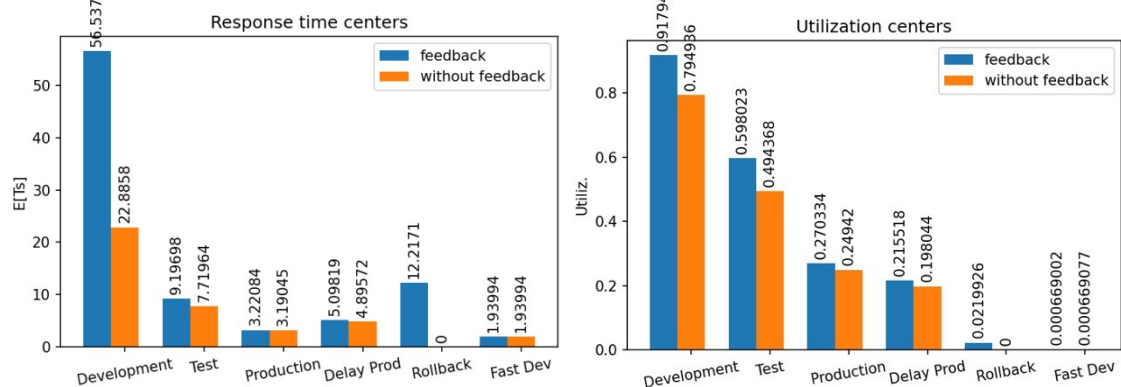 Response time centers
feedback
without feedback
E[Ts]
50
40
30
20
10
0
56.537
22.8858
9.19698
7.71964
3.22084
3.19045
5.09819
4.89572
12.2171
0
1.93994
1.93994
Development
Test
Production
Delay Prod
Rollback
Fast Dev
Utilization centers
feedback
without feedback
Utiliz.
0.8
0.6
0.4
0.2
0.0
0.91794
0.794936
0.598023
0.494368
0.270334
0.24942
0.215518
0.198044
0.0219926
0
0.000669002
0.000669077
Development
Test
Production
Delay Prod
Rollback
Fast Dev